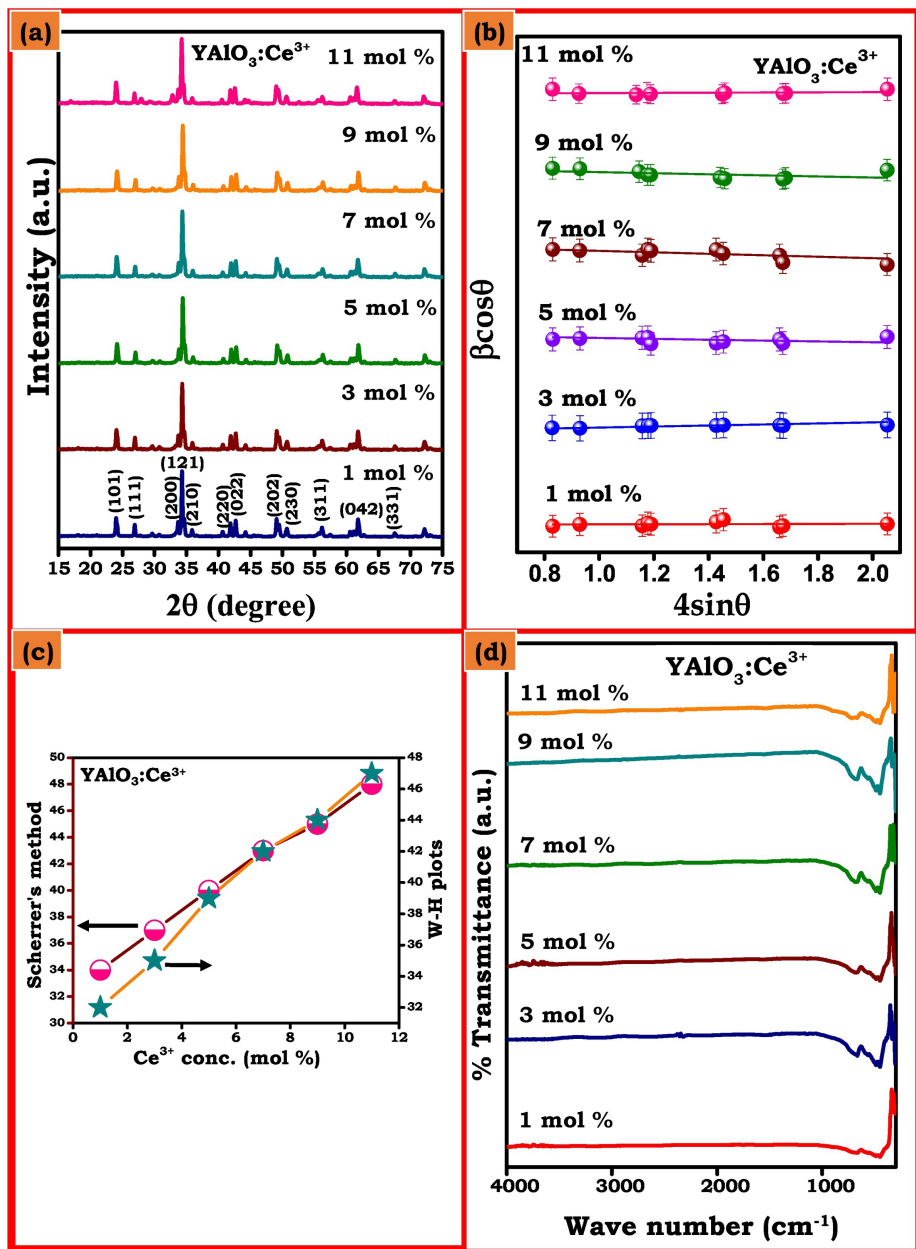 (a)
YAlO₃:Ce³⁺
11 mol %
9 mol %
7 mol %
5 mol %
3 mol %
1 mol %
(101)
(111)
(200)
(121)
(210)
(220)
(022)
(202)
(230)
(311)
(042)
(331)
Intensity (a.u.)
15 25 35 45 55 65 75
2θ (degree)
(b)
11 mol %
YAlO₃:Ce³⁺
9 mol %
7 mol %
5 mol %
3 mol %
1 mol %
βcosθ
0.8 1.0 1.2 1.4 1.6 1.8 2.0
4sinθ
(c)
YAlO₃:Ce³⁺
50
48
46
44
42
40
38
36
34
32
30
Scherrer's method
48
46
44
42
40
38
36
34
32
W-H plots
0 2 4 6 8 10 12
Ce³⁺ conc. (mol %)
(d)
YAlO₃:Ce³⁺
11 mol %
9 mol %
7 mol %
5 mol %
3 mol %
1 mol %
% Transmittance (a.u.)
4000 3000 2000 1000
Wave number (cm⁻¹)